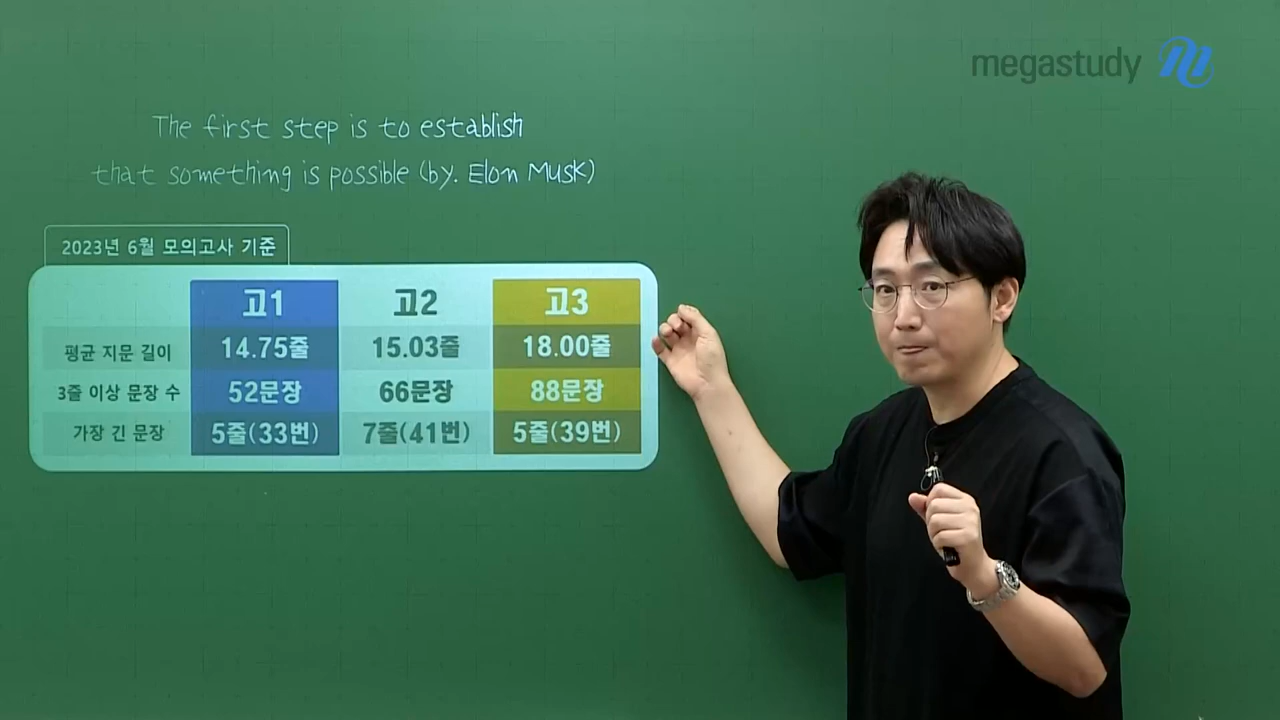 megastudy
The first step is to establish
that something is possible (by. Elon Musk)
2023년 6월 모의고사 기준
고1 고2 고3
평균 지문 길이 14.75줄 15.03줄 18.00줄
3줄 이상 문장 수 52문장 66문장 88문장
가장 긴 문장 5줄(33번) 7줄(41번) 5줄(39번)